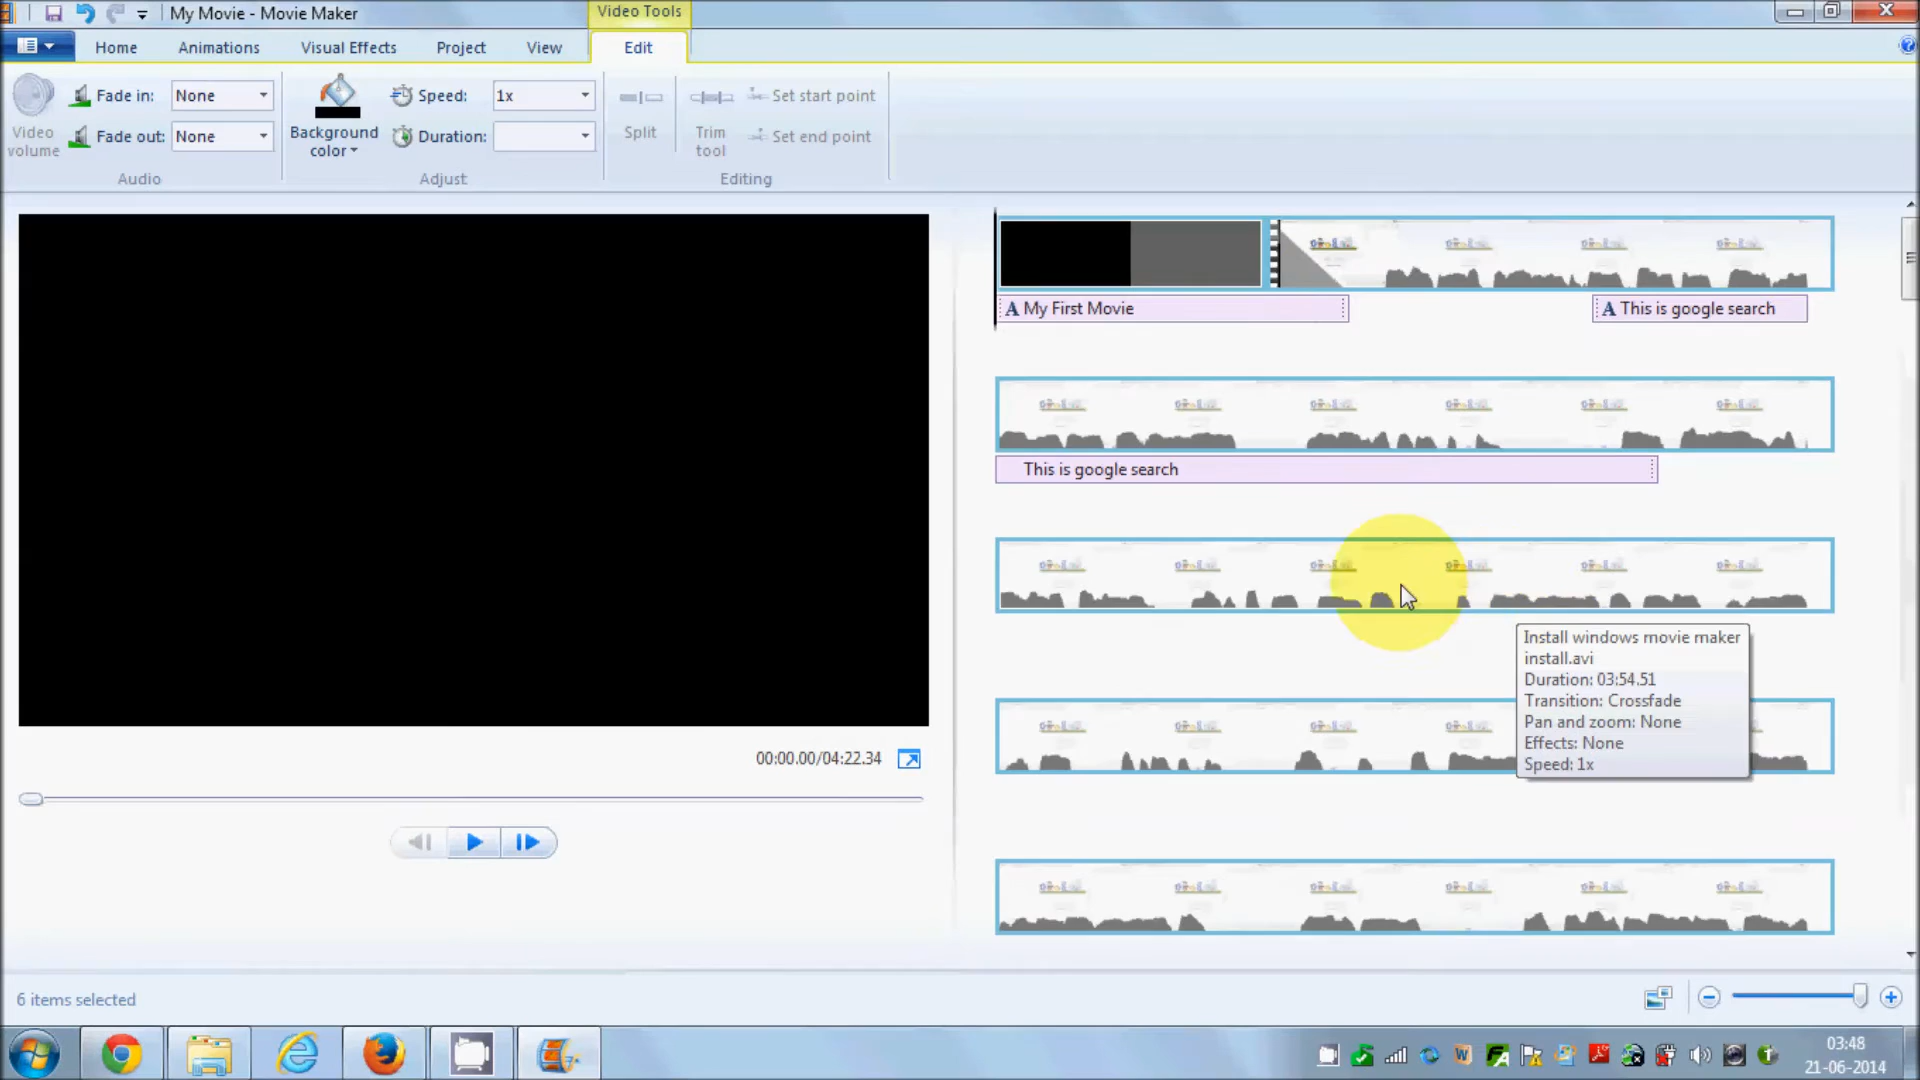 My Movie - Movie Maker
Video Tools
Home
Animations
Visual Effects
Project
View
Edit
Video volume
Fade in:
None
Fade out:
None
Audio
Background color
Speed:
1x
Duration:
Adjust
Split
Trim tool
Set start point
Set end point
Editing
A My First Movie
A This is google search
This is google search
Install windows movie maker
install.avi
Duration: 03:54.51
Transition: Crossfade
Pan and zoom: None
Effects: None
Speed: 1x
00:00.00/04:22.34
6 items selected
03:48
21-06-2014